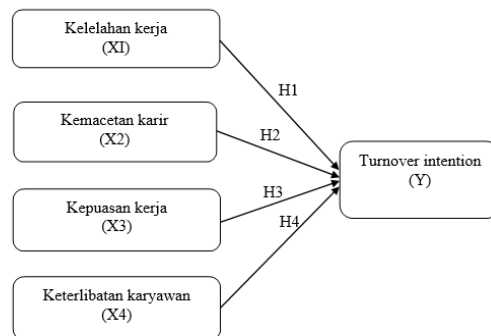 Kelelahan kerja
(XI)
H1
Kemacetan karir
(X2)
H2
Turnover intention
(Y)
Kepuasan kerja
(X3)
H3
H4
Keterlibatan karyawan
(X4)